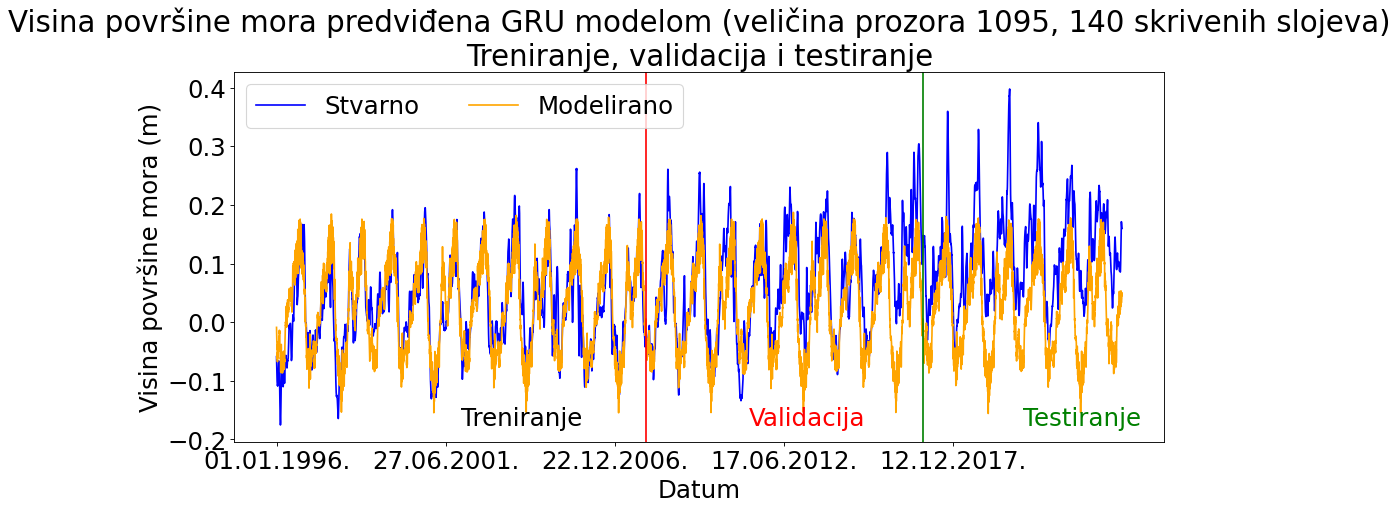 Visina površine mora predviđena GRU modelom (veličina prozora 1095, 140 skrivenih slojeva)
Treniranje, validacija i testiranje
Stvarno
Modelirano
Visina površine mora (m)
0.4
0.3
0.2
0.1
0.0
−0.1
−0.2
Treniranje
Validacija
Testiranje
01.01.1996.
27.06.2001.
22.12.2006.
17.06.2012.
12.12.2017.
Datum